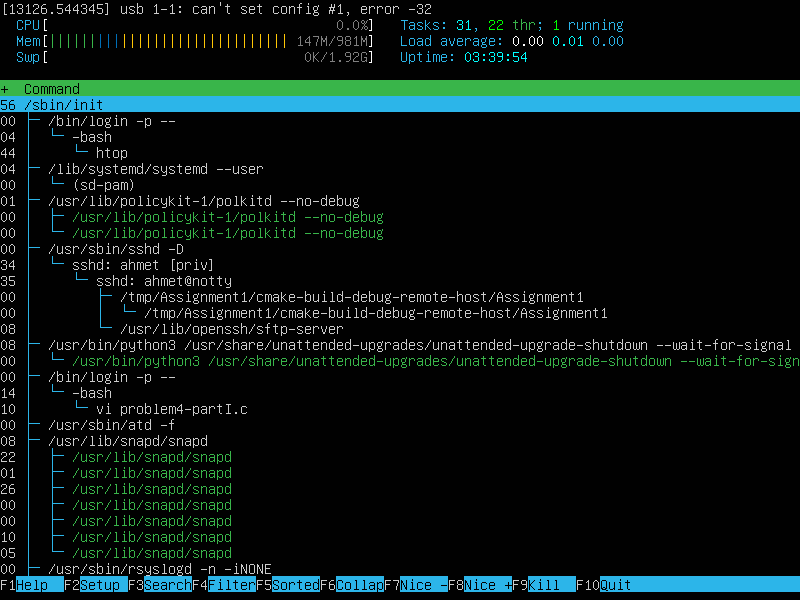 [13126.544345] usb 1-1: can't set config #1, error -32
CPU[ 0.0%] Tasks: 31, 22 thr; 1 running
Mem[|||||||||||||||||||||||||||||| 147M/981M] Load average: 0.00 0.01 0.00
Swp[ 0K/1.92G] Uptime: 03:39:54
+ Command
56 /sbin/init
00 ├─ /bin/login -p --
04 │ └─ -bash
44 │ └─ htop
04 ├─ /lib/systemd/systemd --user
00 │ └─ (sd-pam)
01 ├─ /usr/lib/policykit-1/polkitd --no-debug
00 │ ├─ /usr/lib/policykit-1/polkitd --no-debug
00 │ └─ /usr/lib/policykit-1/polkitd --no-debug
00 ├─ /usr/sbin/sshd -D
34 │ └─ sshd: ahmet [priv]
35 │ └─ sshd: ahmet@notty
00 │ ├─ /tmp/Assignment1/cmake-build-debug-remote-host/Assignment1
00 │ │ └─ /tmp/Assignment1/cmake-build-debug-remote-host/Assignment1
08 │ └─ /usr/lib/openssh/sftp-server
08 ├─ /usr/bin/python3 /usr/share/unattended-upgrades/unattended-upgrade-shutdown --wait-for-signal
00 │ └─ /usr/bin/python3 /usr/share/unattended-upgrades/unattended-upgrade-shutdown --wait-for-sign
00 ├─ /bin/login -p --
14 │ └─ -bash
10 │ └─ vi problem4-partI.c
00 ├─ /usr/sbin/atd -f
08 ├─ /usr/lib/snapd/snapd
22 │ ├─ /usr/lib/snapd/snapd
01 │ ├─ /usr/lib/snapd/snapd
26 │ ├─ /usr/lib/snapd/snapd
00 │ ├─ /usr/lib/snapd/snapd
00 │ ├─ /usr/lib/snapd/snapd
10 │ ├─ /usr/lib/snapd/snapd
05 │ └─ /usr/lib/snapd/snapd
00 ├─ /usr/sbin/rsyslogd -n -iNONE
F1Help F2Setup F3SearchF4FilterF5SortedF6CollapF7Nice -F8Nice +F9Kill F10Quit